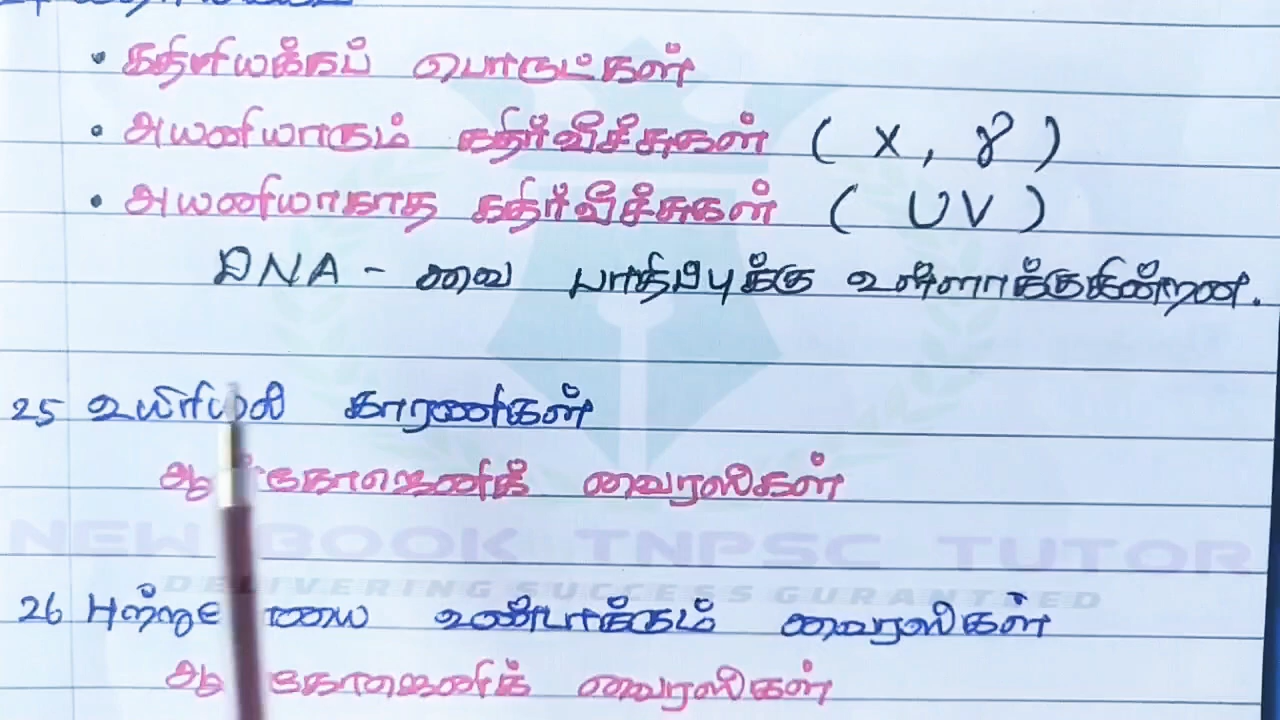 • கதிரியக்கப் பொருட்கள்
• அயனியாகும் கதிர்வீச்சுகள் ( X, γ )
• அயனியாகாத கதிர்வீச்சுகள் ( UV )
DNA - வை பாதிப்புக்கு உள்ளாக்குகின்றன.
25 உயிரியல் காரணிகள்
வைரஸ்கள்
NEW BOOK TNPSC TUTOR
DELIVERING SUCCESS GURANTEED
26 உண்டாக்கும் வைரஸ்கள்
வைரஸ்கள்